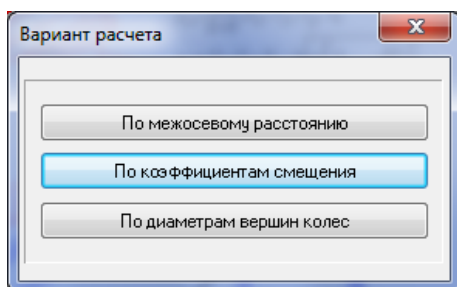 Вариант расчета
По межосевому расстоянию
По коэффициентам смещения
По диаметрам вершин колес